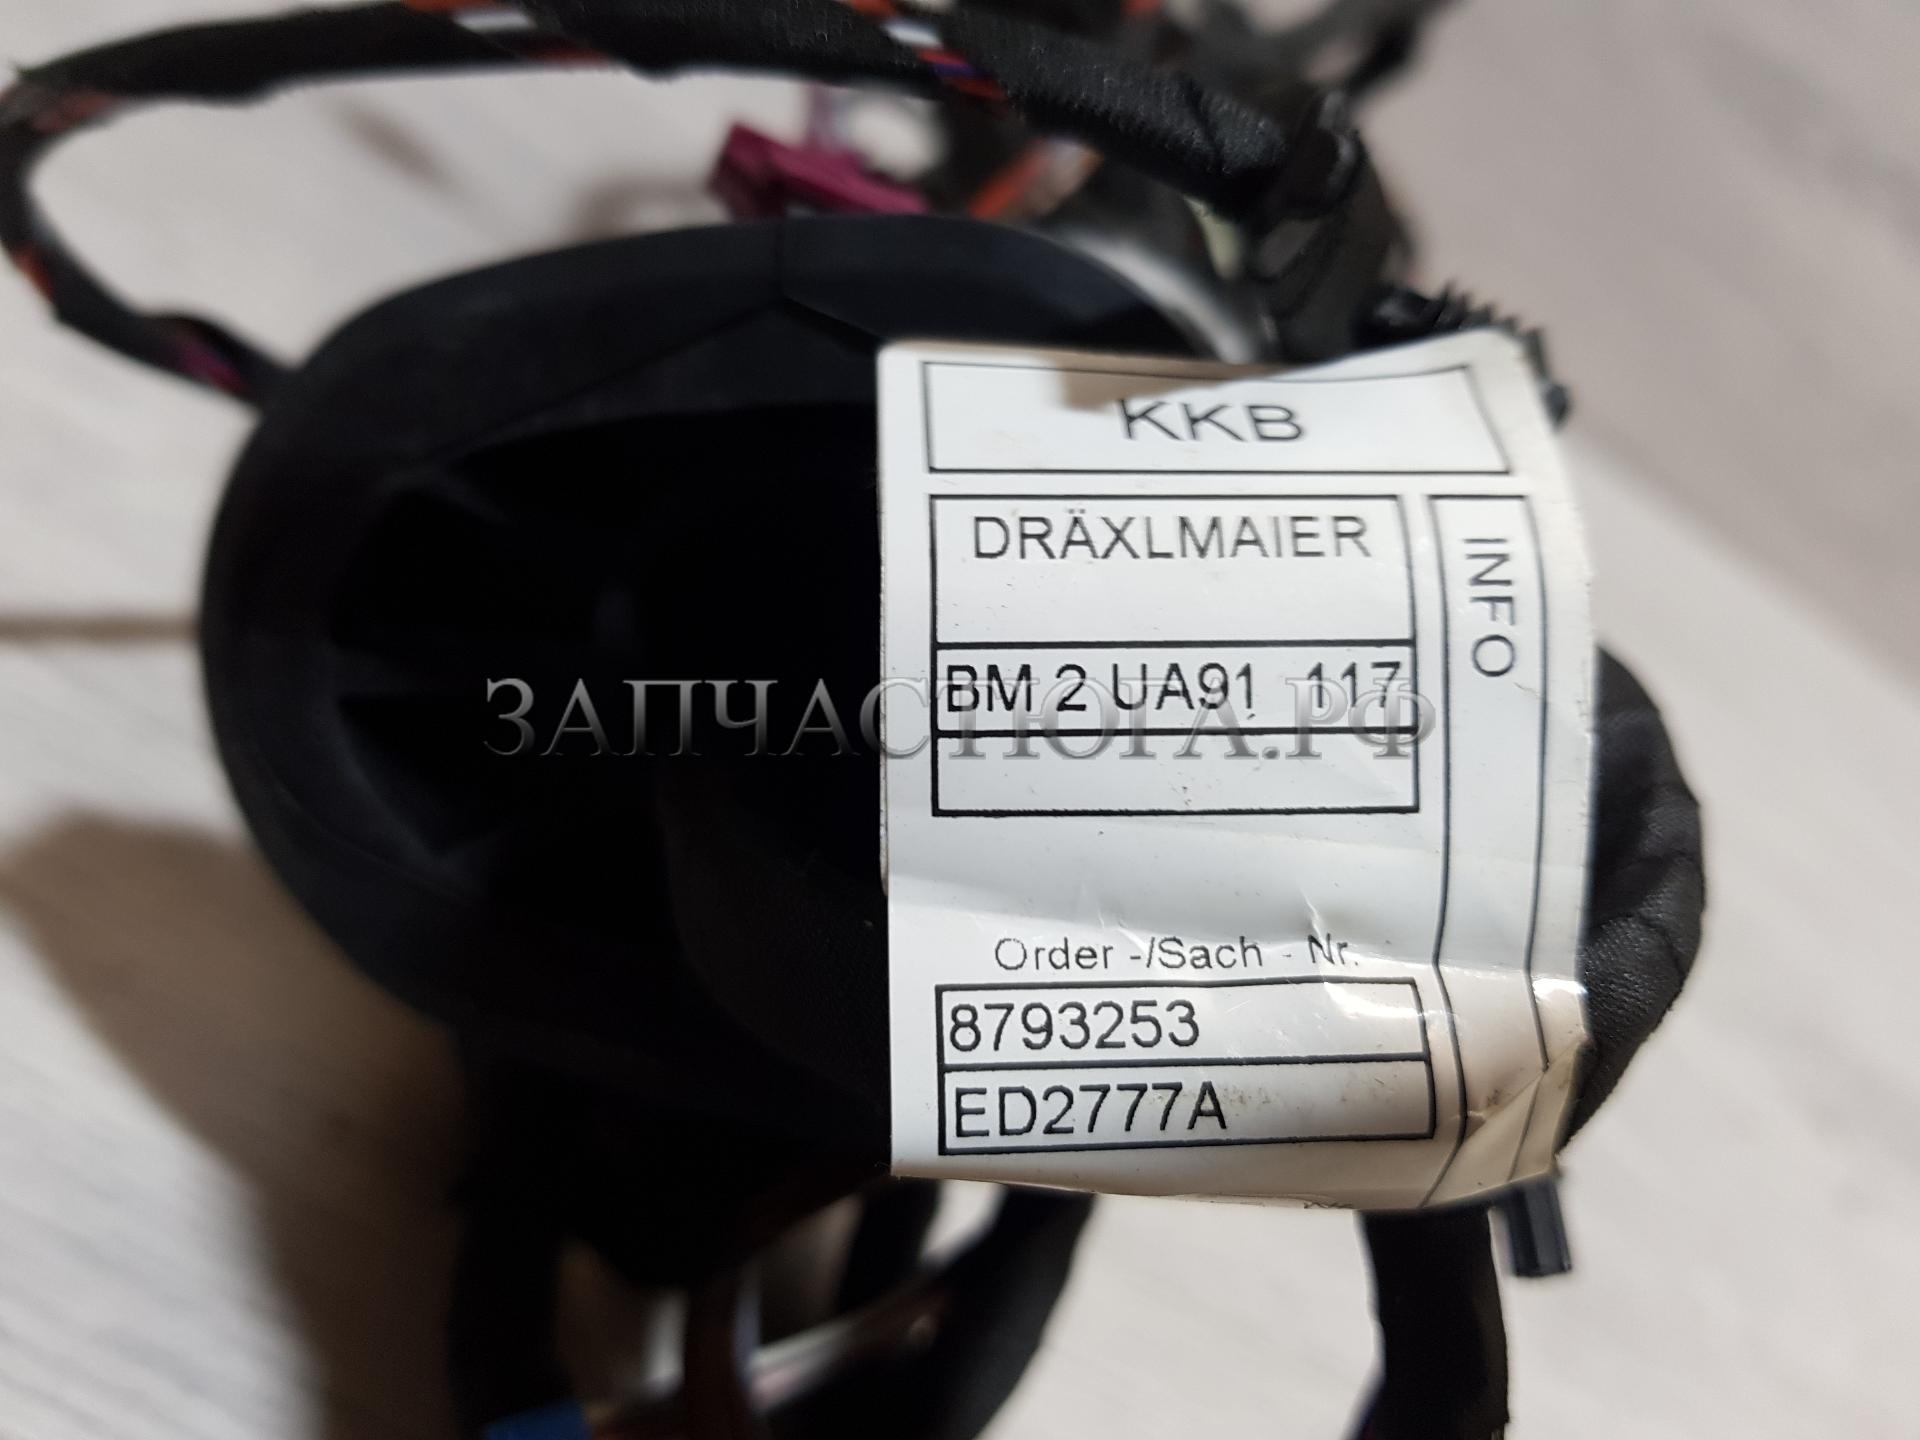 KKB
DRÄXLMAIER
INFO
BM 2 UA91 117
ЗАПЧАСТЮГА.РФ
Order -/Sach - Nr.
8793253
ED2777A